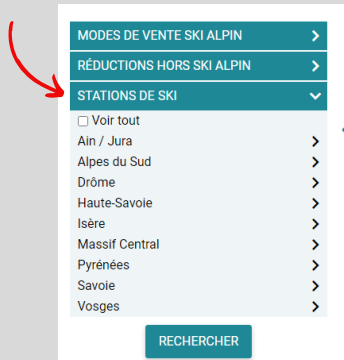 MODES DE VENTE SKI ALPIN
RÉDUCTIONS HORS SKI ALPIN
STATIONS DE SKI
Voir tout
Ain / Jura
Alpes du Sud
Drôme
Haute-Savoie
Isère
Massif Central
Pyrénées
Savoie
Vosges
RECHERCHER